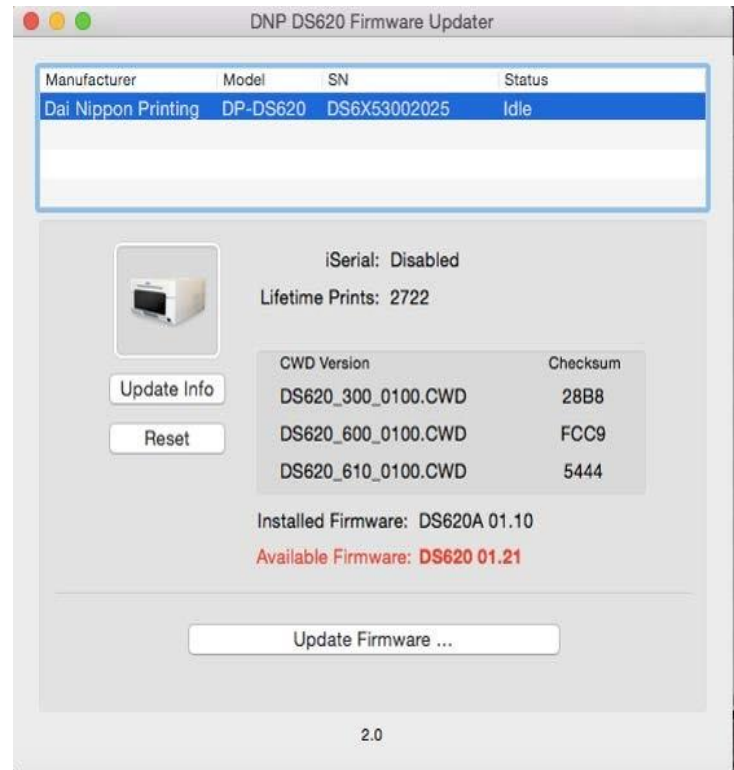 DNP DS620 Firmware Updater
Manufacturer Model SN Status
Dai Nippon Printing DP-DS620 DS6X53002025 Idle
iSerial: Disabled
Lifetime Prints: 2722
CWD Version Checksum
Update Info
DS620_300_0100.CWD 28B8
Reset
DS620_600_0100.CWD FCC9
DS620_610_0100.CWD 5444
Installed Firmware: DS620A 01.10
Available Firmware: DS620 01.21
Update Firmware ...
2.0